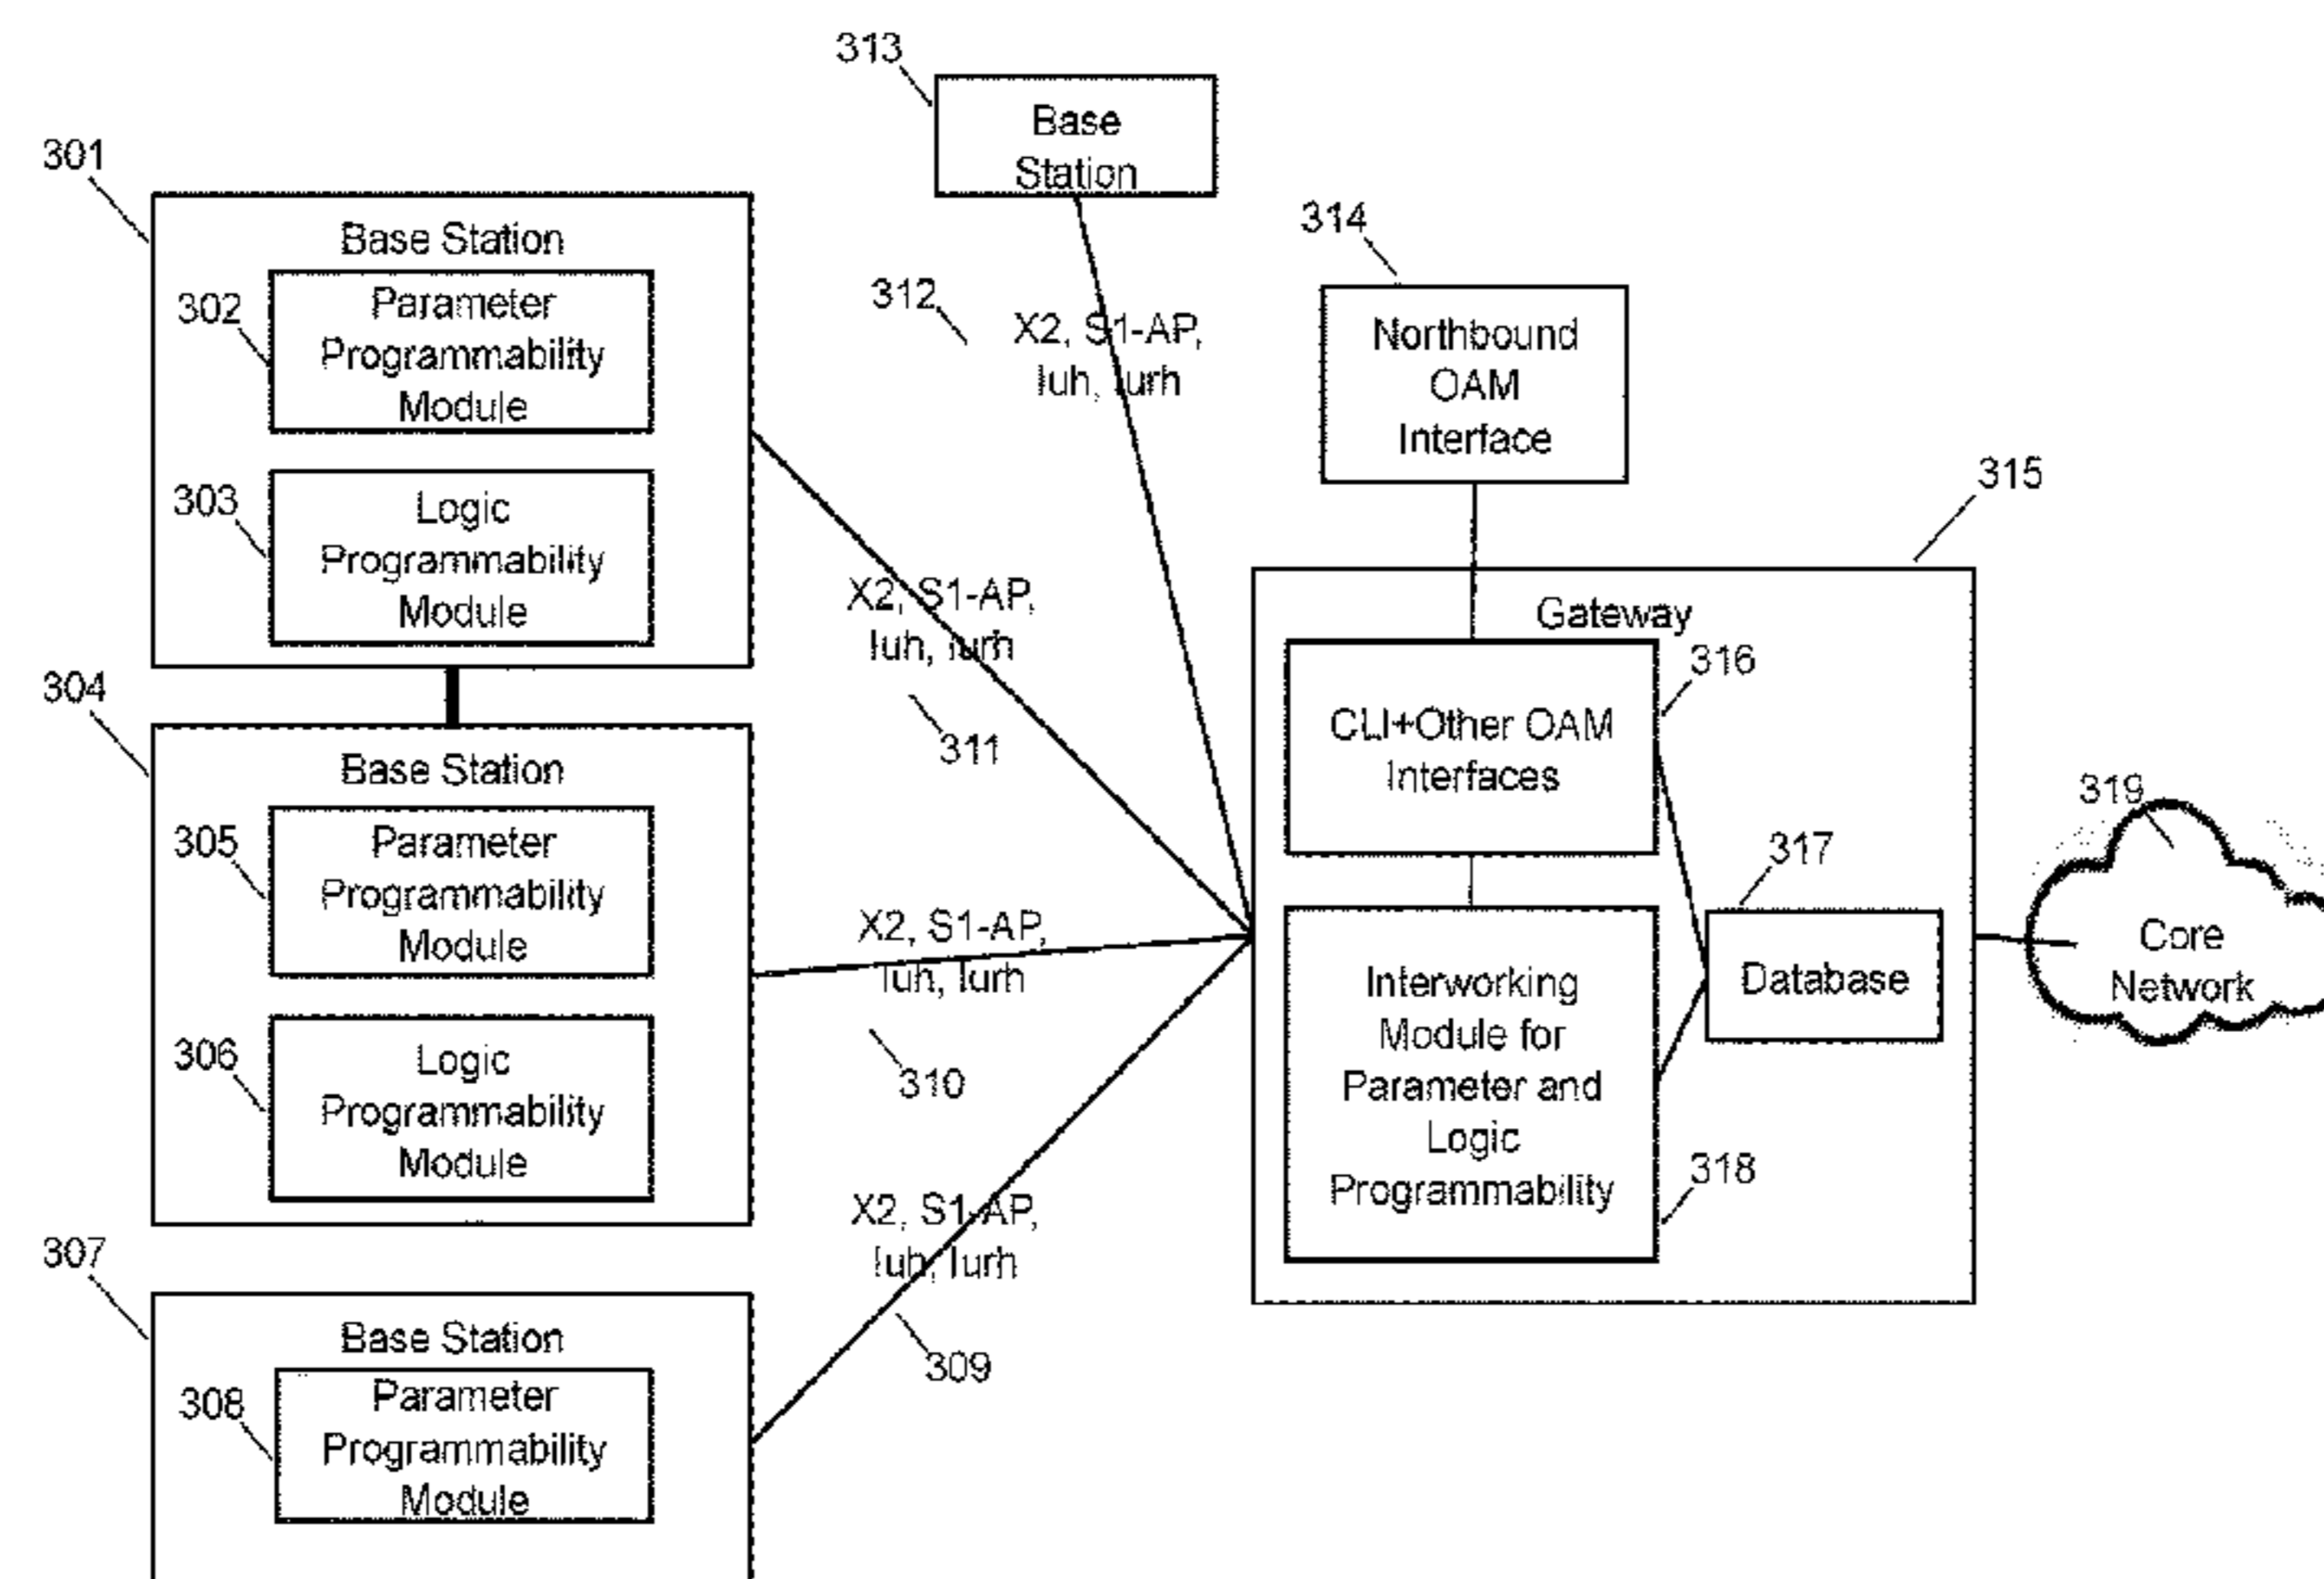 313
Base
Station
301
Base Station
302
Parameter
Programmability
Module
303
Logic
Programmability
Module
312
X2, S1-AP,
Iuh, Iurh
314
Northbound
OAM
Interface
315
Gateway
X2, S1-AP,
Iuh, Iurh
311
316
CLI+Other OAM
Interfaces
304
Base Station
305
Parameter
Programmability
Module
306
Logic
Programmability
Module
X2, S1-AP,
Iuh, Iurh
310
317
Database
Interworking
Module for
Parameter and
Logic
Programmability
318
319
Core
Network
307
Base Station
308
Parameter
Programmability
Module
X2, S1-AP,
Iuh, Iurh
309